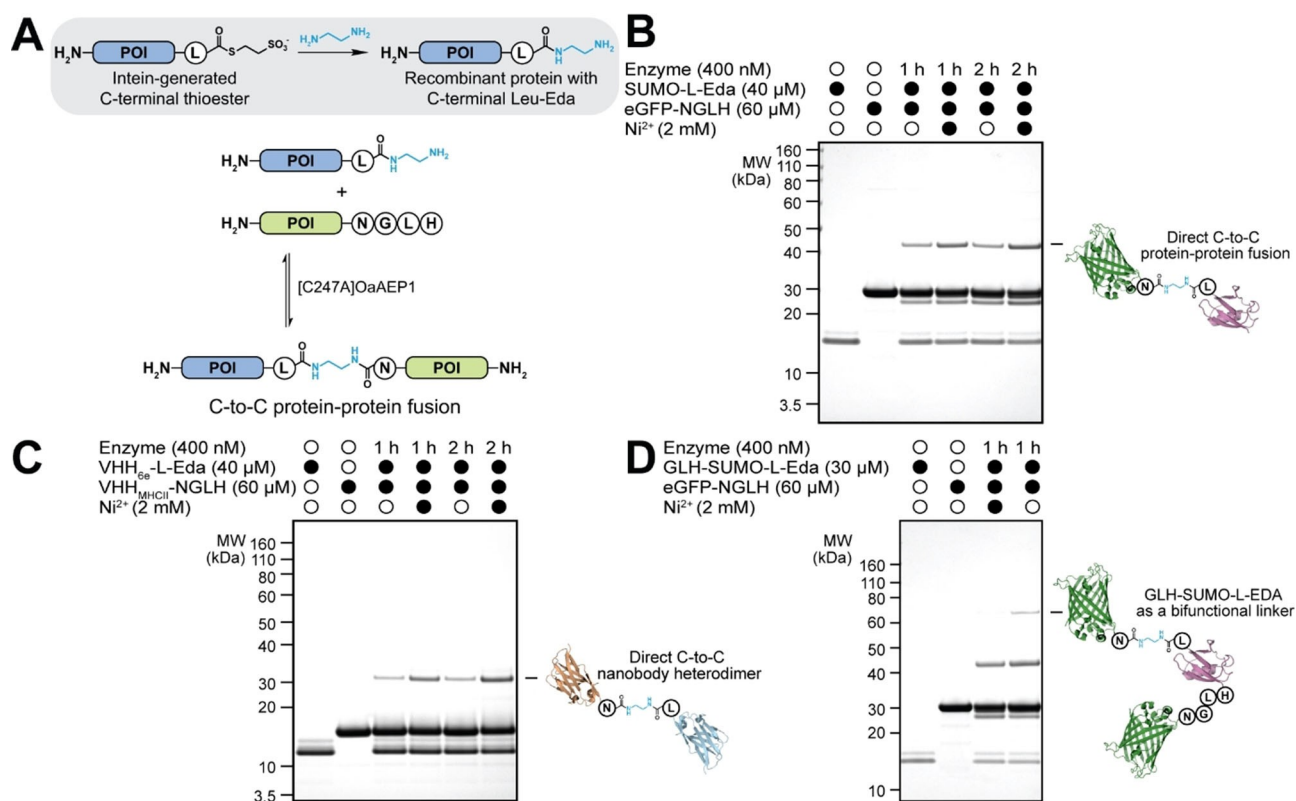 A
H₂N
POI
L
O
S
SO₃⁻
H₂N
NH₂
H₂N
POI
L
O
N
H
NH₂
Intein-generated
C-terminal thioester
Recombinant protein with
C-terminal Leu-Eda
H₂N
POI
L
O
N
H
NH₂
+
H₂N
POI
N G L H
[C247A]OaAEP1
H₂N
POI
L
O
N
H
H
N
O
N
POI
NH₂
C-to-C protein-protein fusion
B
Enzyme (400 nM) 1 h 1 h 2 h 2 h
SUMO-L-Eda (40 µM)
eGFP-NGLH (60 µM)
Ni²⁺ (2 mM)
MW
(kDa)
160
110
80
60
50
40
30
20
10
3.5
Direct C-to-C
protein-protein fusion
N
O
H
N
N
H
O
L
C
Enzyme (400 nM) 1 h 1 h 2 h 2 h
VHH₆ₑ-L-Eda (40 µM)
VHH_MHCII-NGLH (60 µM)
Ni²⁺ (2 mM)
MW
(kDa)
160
110
80
60
50
40
30
20
10
3.5
Direct C-to-C
nanobody heterodimer
N
O
H
N
N
H
O
L
D
Enzyme (400 nM) 1 h 1 h
GLH-SUMO-L-Eda (30 µM)
eGFP-NGLH (60 µM)
Ni²⁺ (2 mM)
MW
(kDa)
160
110
80
60
50
40
30
20
10
GLH-SUMO-L-EDA
as a bifunctional linker
N
O
H
N
N
H
O
L
N G L H